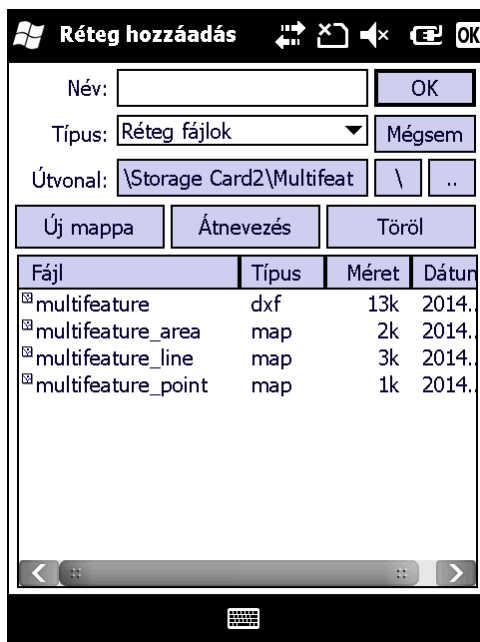 Réteg hozzáadás OK
Név: OK
Típus: Réteg fájlok Mégsem
Útvonal: \Storage Card2\Multifeat \ ..
Új mappa Átnevezés Töröl
Fájl Típus Méret Dátum
multifeature dxf 13k 2014..
multifeature_area map 2k 2014..
multifeature_line map 3k 2014..
multifeature_point map 1k 2014..